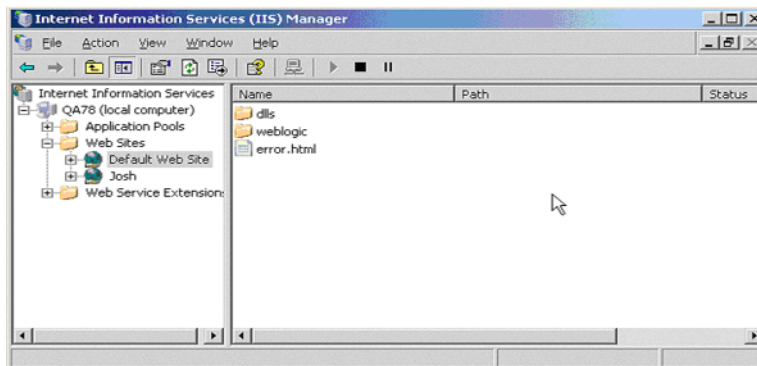 Internet Information Services (IIS) Manager
File Action View Window Help
Internet Information Services
QA78 (local computer)
Application Pools
Web Sites
Default Web Site
Josh
Web Service Extension
Name Path Status
dlls
weblogic
error.html